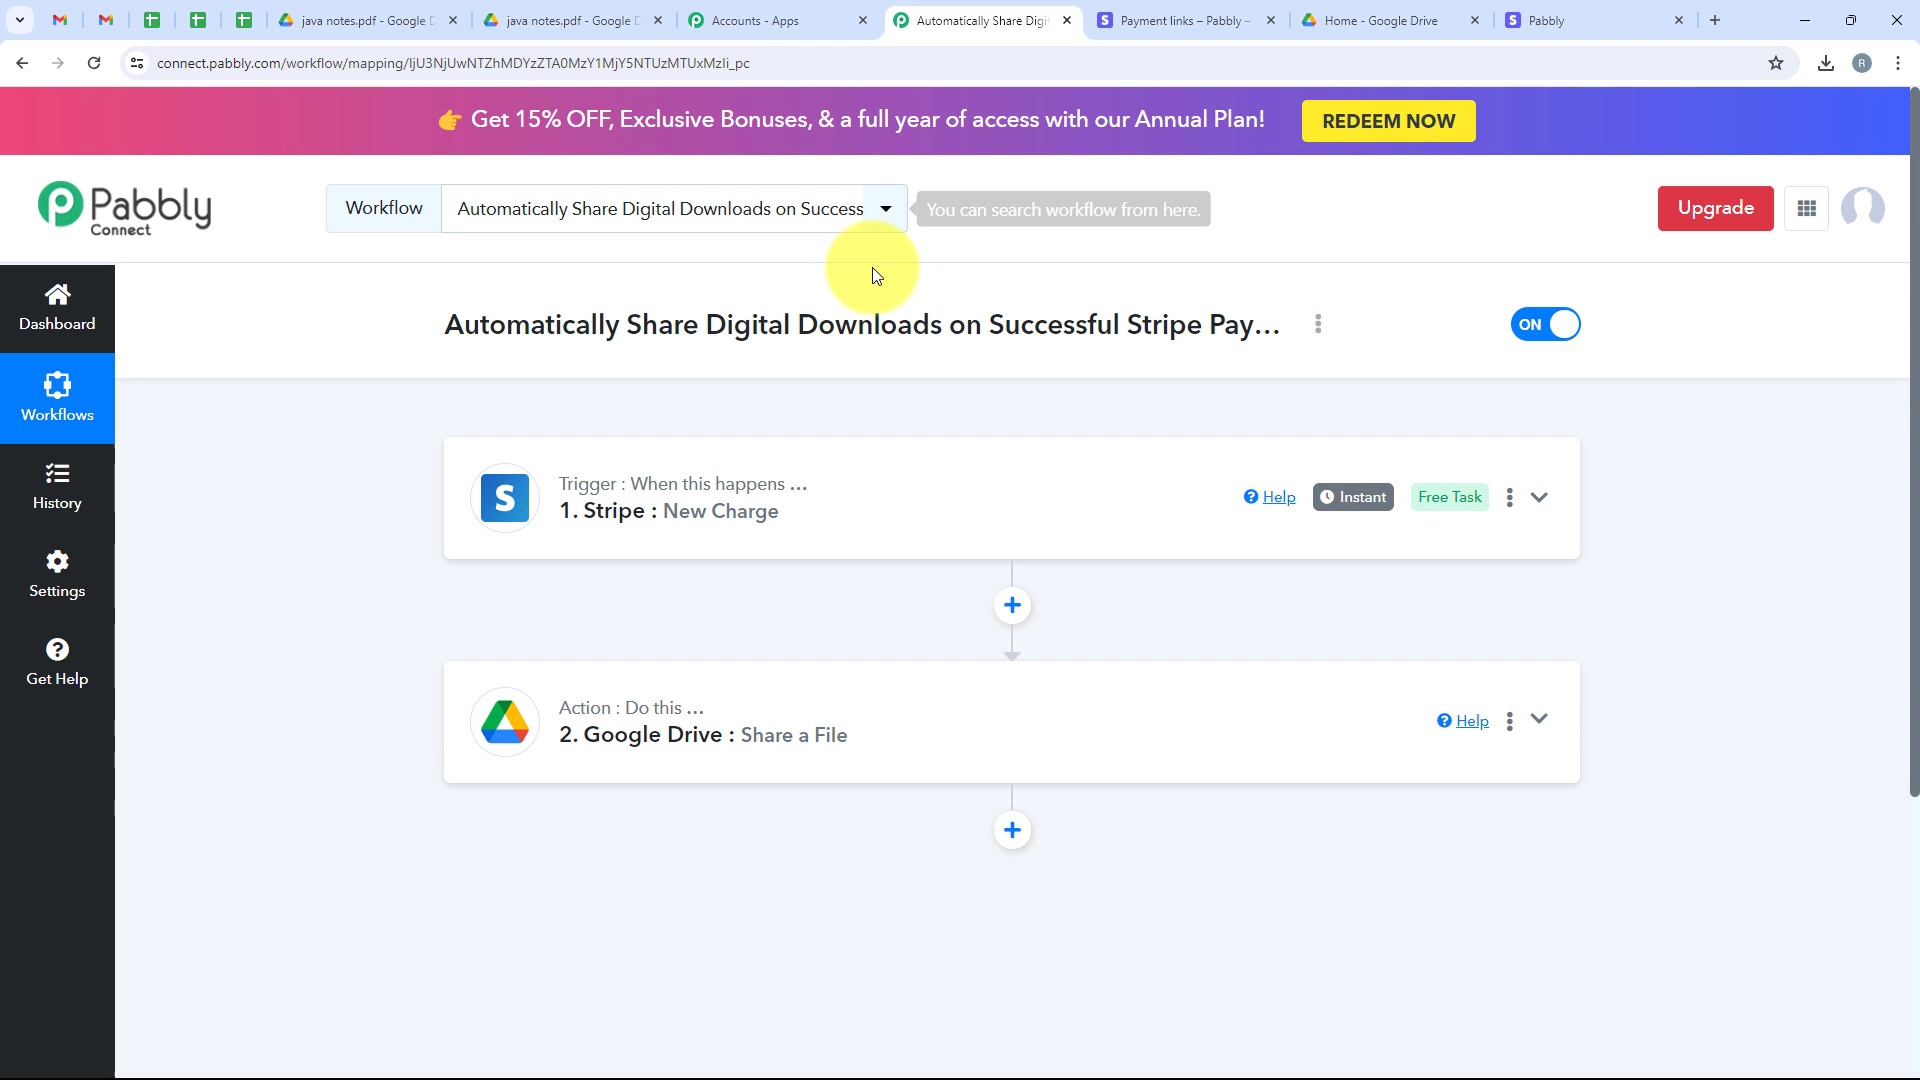 java notes.pdf - Google D
java notes.pdf - Google D
Accounts - Apps
Automatically Share Digi
Payment links – Pabbly –
Home - Google Drive
Pabbly
connect.pabbly.com/workflow/mapping/IjU3NjUwNTZhMDYzZTA0MzY1MjY5NTUzMTUxMzIi_pc
R
👉 Get 15% OFF, Exclusive Bonuses, & a full year of access with our Annual Plan!
REDEEM NOW
Pabbly
Connect
Workflow
Automatically Share Digital Downloads on Success
You can search workflow from here.
Upgrade
Dashboard
Workflows
History
Settings
Get Help
Automatically Share Digital Downloads on Successful Stripe Pay...
ON
Trigger : When this happens ...
1. Stripe : New Charge
Help
Instant
Free Task
Action : Do this ...
2. Google Drive : Share a File
Help